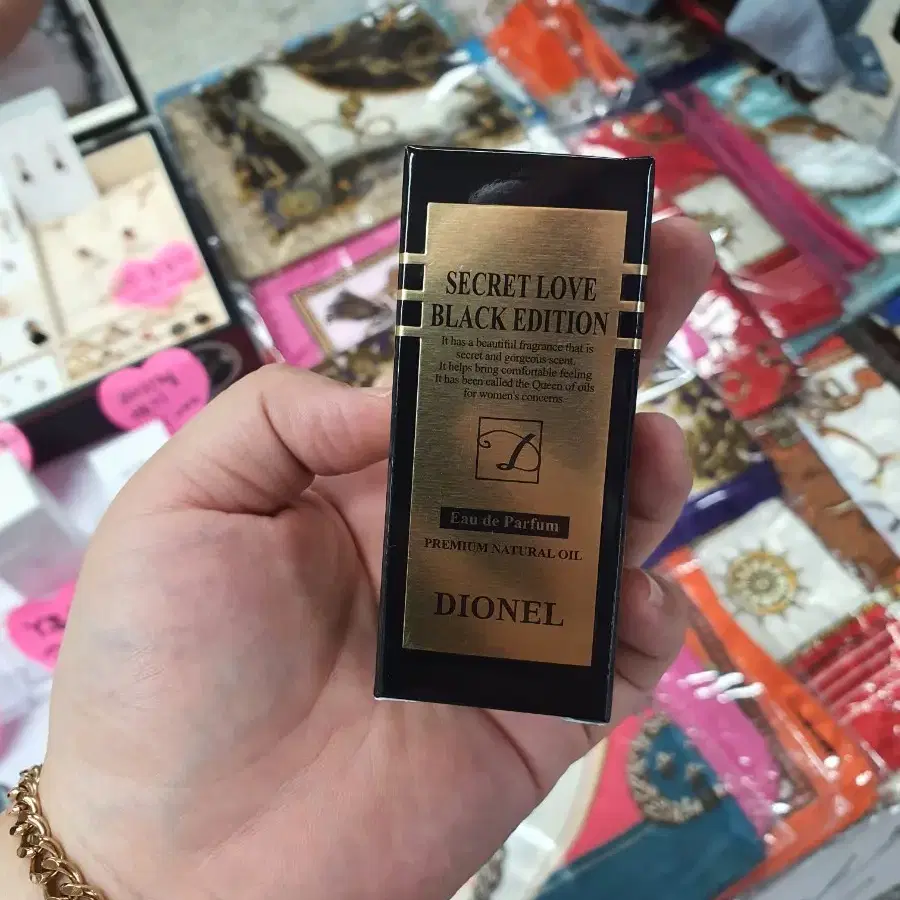 SECRET LOVE
BLACK EDITION
It has a beautiful fragrance that is
secret and gorgeous scent.
It helps bring comfortable feeling
It has been called the Queen of oils
for women's concerns
D
Eau de Parfum
PREMIUM NATURAL OIL
DIONEL